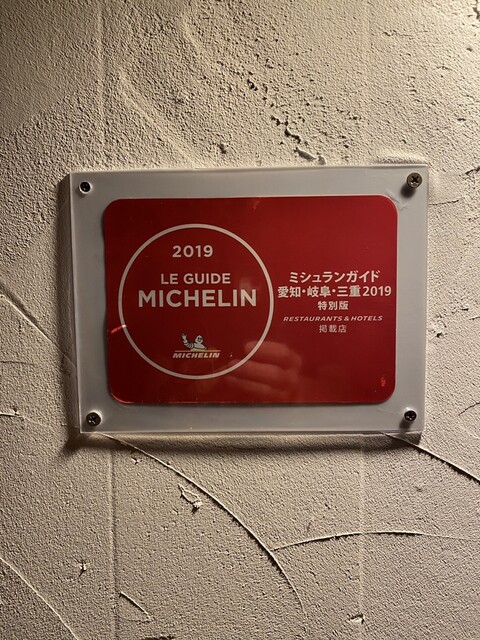 2019
LE GUIDE
MICHELIN
MICHELIN
ミシュランガイド
愛知・岐阜・三重2019
特別版
RESTAURANTS & HOTELS
掲載店